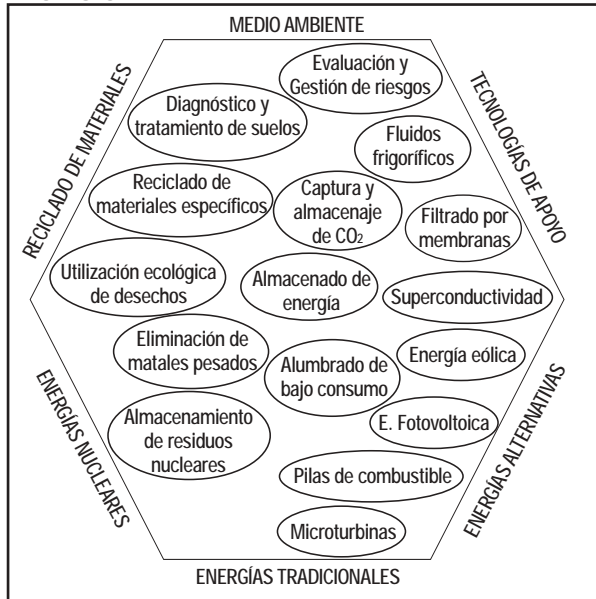 MEDIO AMBIENTE
Evaluación y
Gestión de riesgos
Diagnóstico y
tratamiento de suelos
Fluidos
frigoríficos
RECICLADO DE MATERIALES
TECNOLOGÍAS DE APOYO
Reciclado de
materiales específicos
Captura y
almacenaje
de CO2
Filtrado por
membranas
Utilización ecológica
de desechos
Almacenado de
energía
Superconductividad
Eliminación de
matales pesados
Alumbrado de
bajo consumo
Energía eólica
Almacenamiento
de residuos
nucleares
E. Fotovoltoica
ENERGÍAS NUCLEARES
ENERGÍAS ALTERNATIVAS
Pilas de combustible
Microturbinas
ENERGÍAS TRADICIONALES